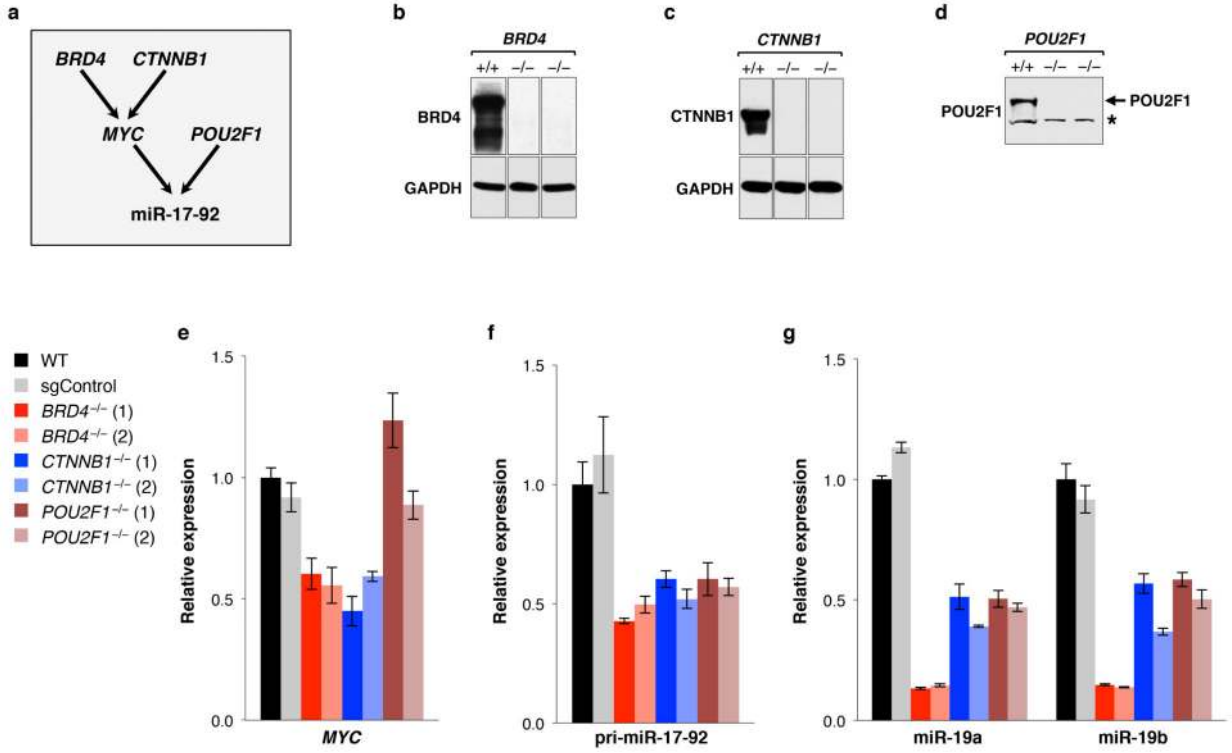 a
BRD4 CTNNB1
MYC POU2F1
miR-17-92
b
BRD4
+/+ –/– –/–
BRD4
GAPDH
c
CTNNB1
+/+ –/– –/–
CTNNB1
GAPDH
d
POU2F1
+/+ –/– –/–
POU2F1
POU2F1
*
WT
sgControl
BRD4–/– (1)
BRD4–/– (2)
CTNNB1–/– (1)
CTNNB1–/– (2)
POU2F1–/– (1)
POU2F1–/– (2)
e
Relative expression
1.5
1.0
0.5
0.0
MYC
f
Relative expression
1.5
1.0
0.5
0.0
pri-miR-17-92
g
Relative expression
1.5
1.0
0.5
0.0
miR-19a miR-19b